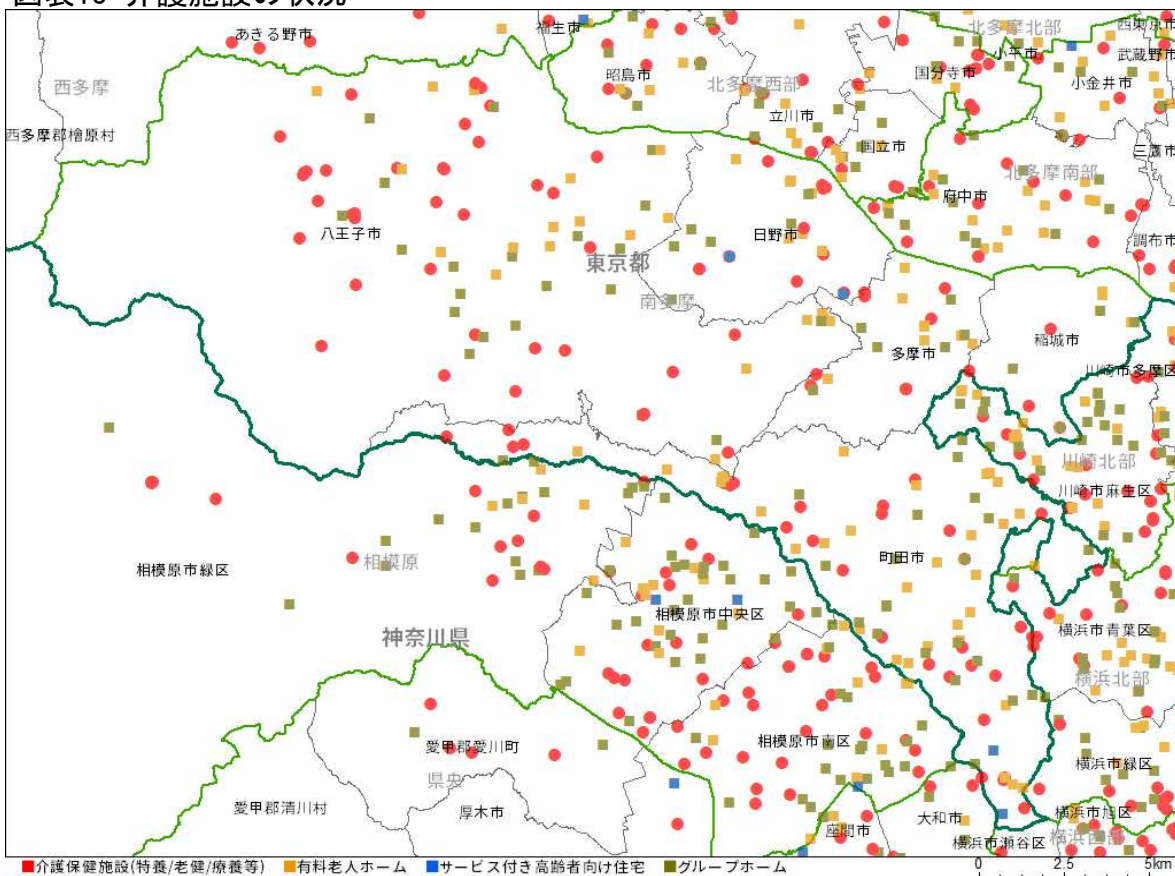 図表10 介護施設の状況
あきる野市
福生市
北多摩北部
西東京市
小平市
武蔵野市
国分寺市
昭島市
北多摩西部
小金井市
西多摩
立川市
西多摩郡檜原村
国立市
三鷹市
北多摩南部
府中市
八王子市
日野市
調布市
東京都
南多摩
稲城市
多摩市
川崎市多摩区
川崎北部
川崎市麻生区
町田市
相模原市緑区
相模原
相模原市中央区
神奈川県
横浜市青葉区
横浜北部
愛甲郡愛川町
相模原市南区
横浜市緑区
県央
愛甲郡清川村
厚木市
座間市
大和市
横浜市旭区
横浜市瀬谷区
横浜西部
介護保健施設(特養/老健/療養等) 有料老人ホーム サービス付き高齢者向け住宅 グループホーム
0 2.5 5km